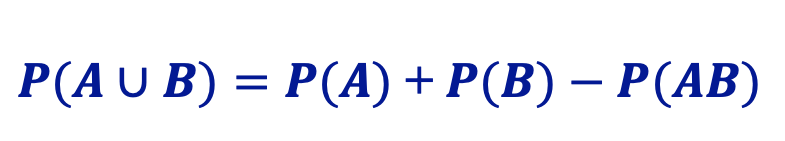 P(A ∪ B) = P(A) + P(B) − P(AB)